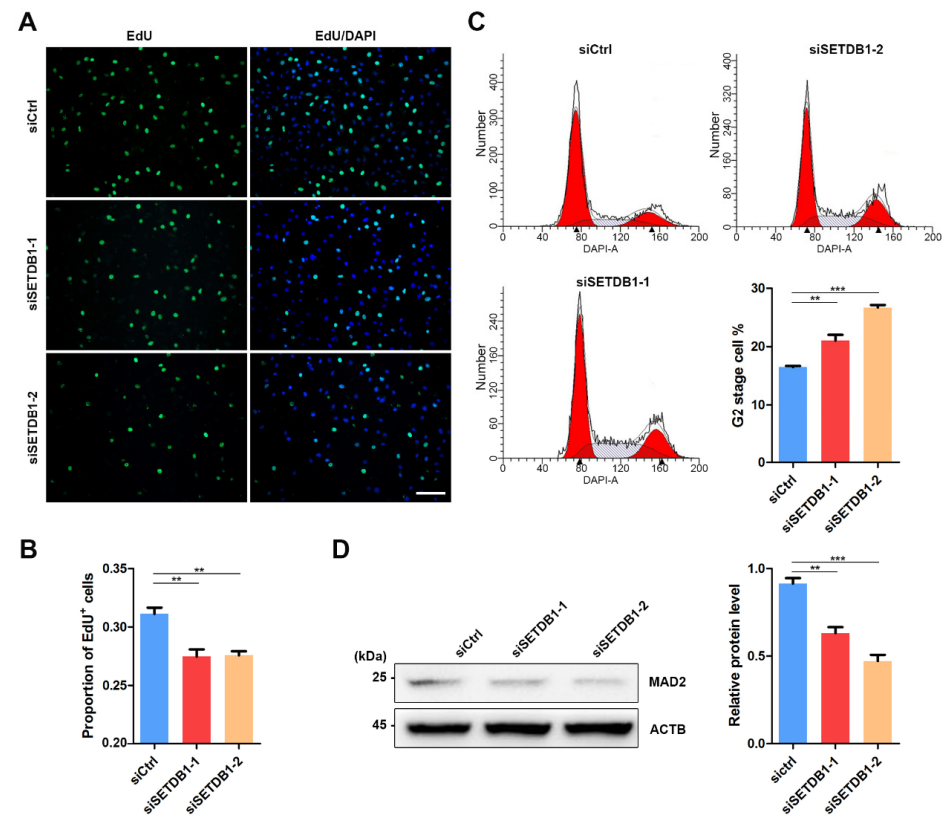 A
EdU
EdU/DAPI
siCtrl
siSETDB1-1
siSETDB1-2
C
siCtrl
Number
0 100 200 300 400
0 40 80 120 160 200
DAPI-A
siSETDB1-2
Number
0 80 160 240 320 400
0 40 80 120 160 200
DAPI-A
siSETDB1-1
Number
0 60 120 180 240
0 40 80 120 160 200
DAPI-A
G2 stage cell %
30
20
10
0
**
***
siCtrl
siSETDB1-1
siSETDB1-2
B
Proportion of EdU+ cells
0.35
0.30
0.25
0.20
**
**
siCtrl
siSETDB1-1
siSETDB1-2
D
siCtrl
siSETDB1-1
siSETDB1-2
(kDa)
25
MAD2
45
ACTB
Relative protein level
1.0
0.5
0.0
***
**
sictrl
siSETDB1-1
siSETDB1-2